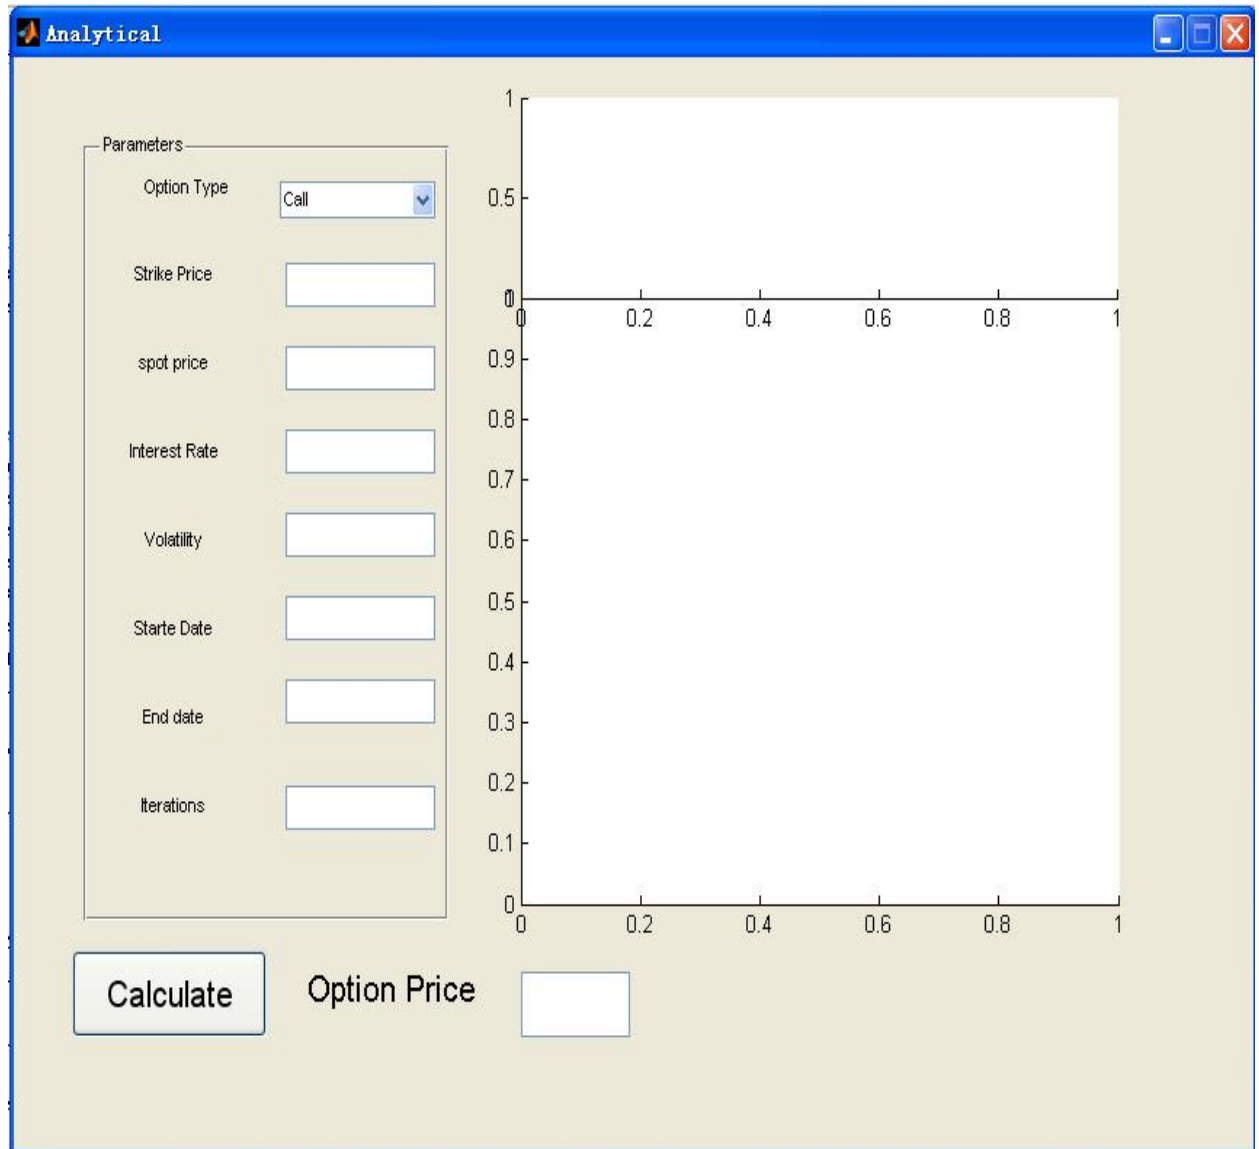 Analytical
Parameters
Option Type
Call
Strike Price
spot price
Interest Rate
Volatility
Starte Date
End date
Iterations
1
0.5
0
0 0.2 0.4 0.6 0.8 1
0.9
0.8
0.7
0.6
0.5
0.4
0.3
0.2
0.1
0
0 0.2 0.4 0.6 0.8 1
Calculate
Option Price